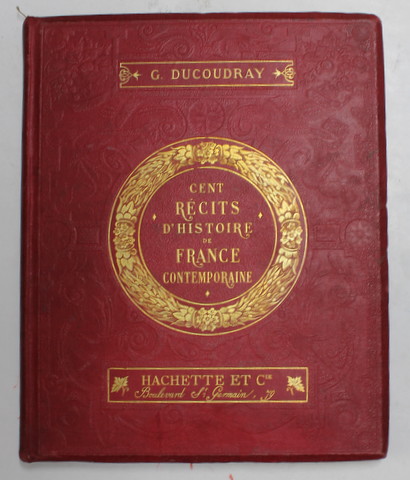 G. DUCOUDRAY
CENT
RÉCITS
D'HISTOIRE
DE
FRANCE
CONTEMPORAINE
HACHETTE ET Cie
Boulevard St Germain, 79